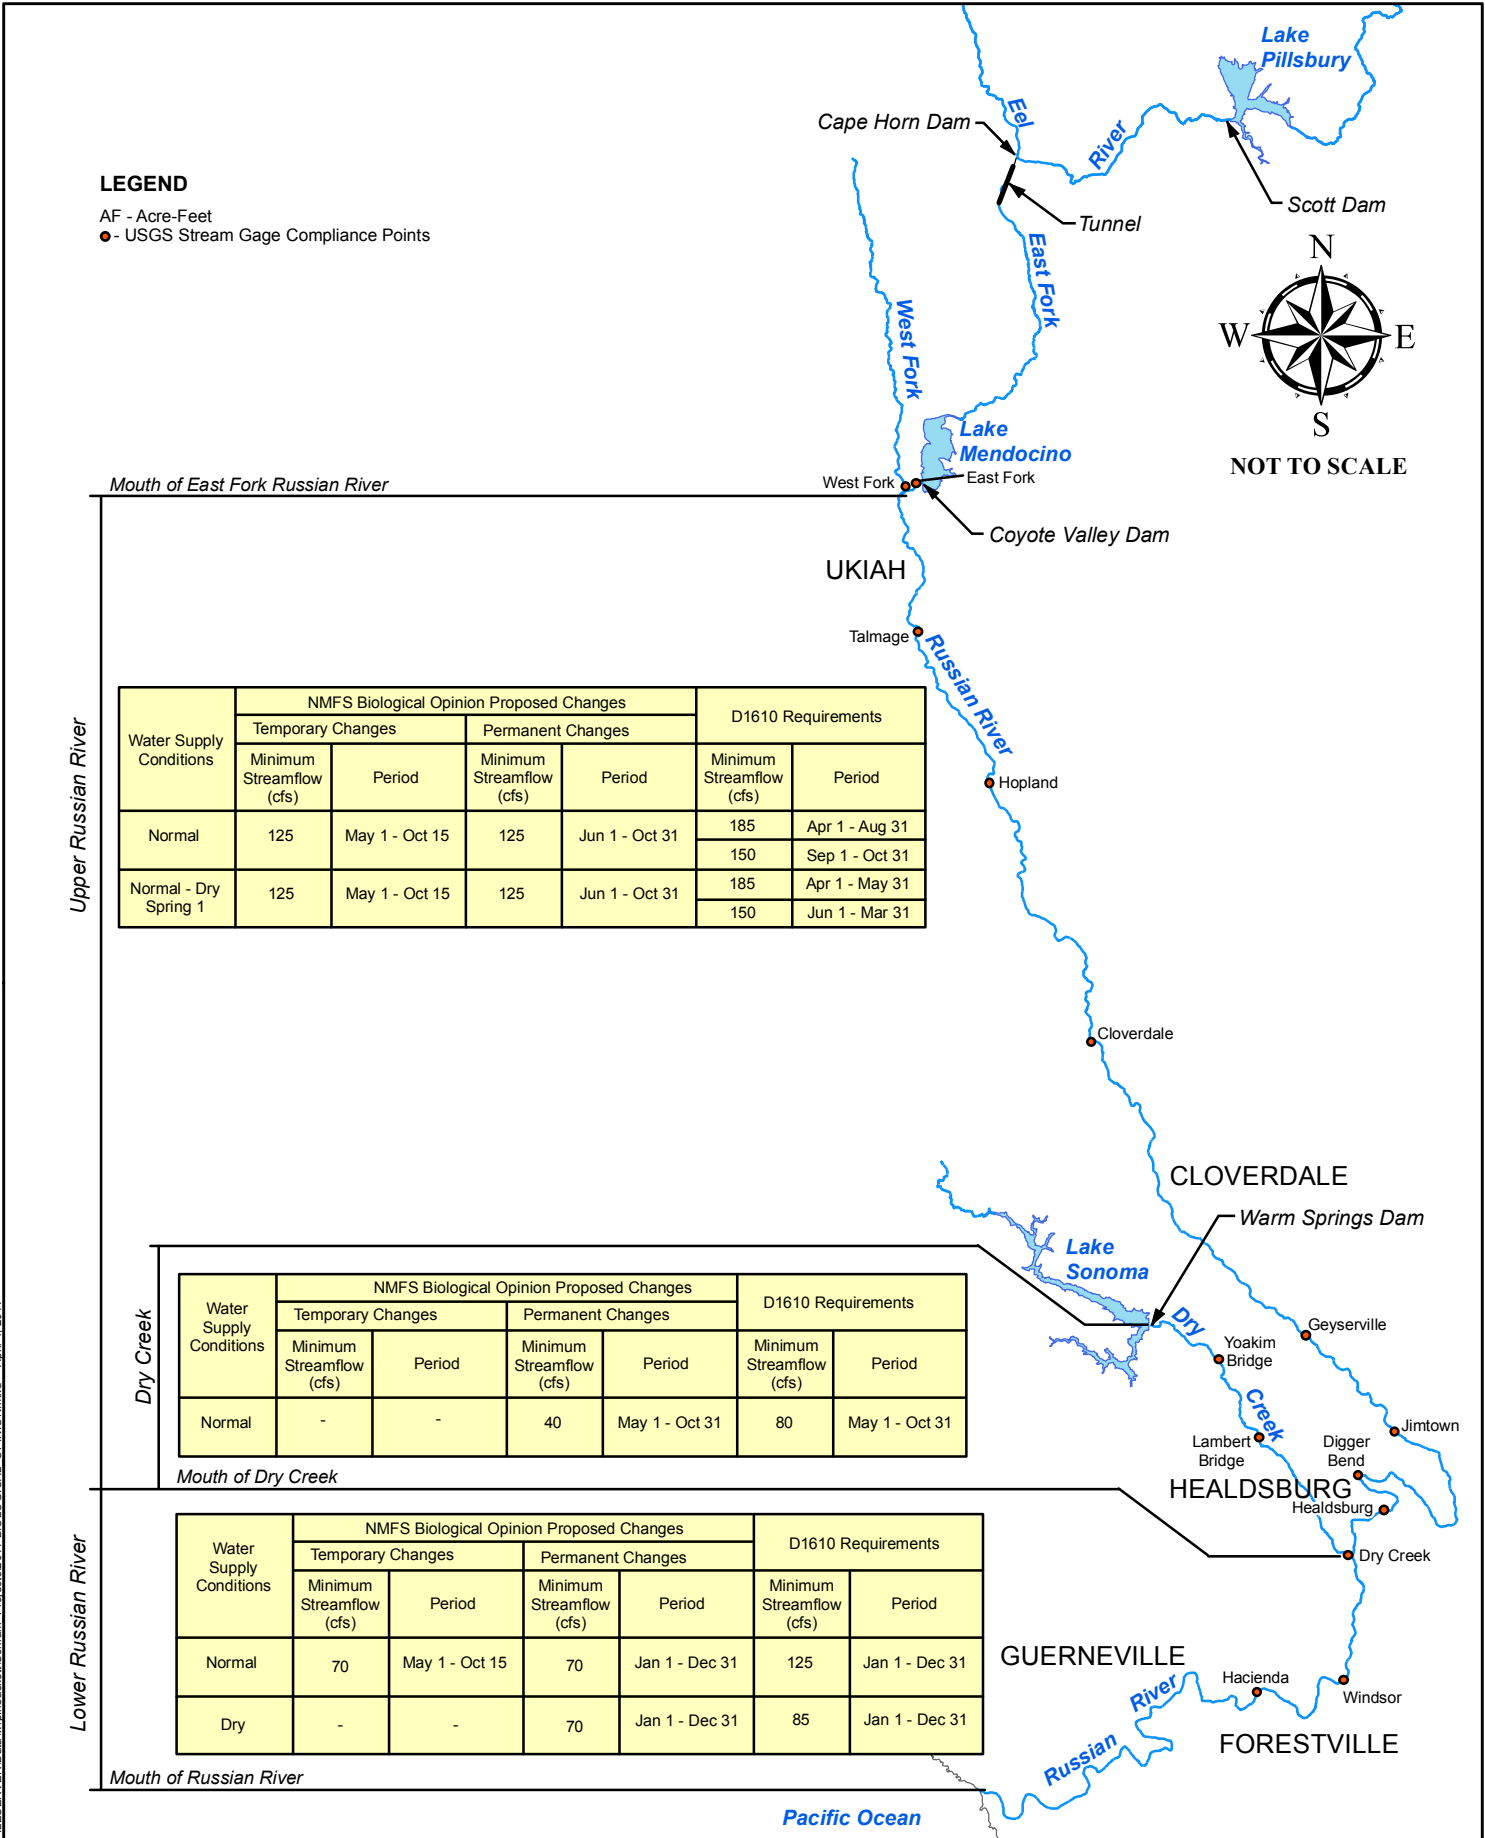 Lake
Pillsbury
Eel
River
Cape Horn Dam
Scott Dam
Tunnel
LEGEND
AF - Acre-Feet
- USGS Stream Gage Compliance Points
N
W
E
S
NOT TO SCALE
East Fork
West Fork
Lake
Mendocino
West Fork
East Fork
Mouth of East Fork Russian River
Coyote Valley Dam
UKIAH
Talmage
Russian River
Hopland
Upper Russian River
Water Supply
Conditions
NMFS Biological Opinion Proposed Changes
D1610 Requirements
Temporary Changes
Permanent Changes
Minimum
Streamflow
(cfs)
Period
Minimum
Streamflow
(cfs)
Period
Minimum
Streamflow
(cfs)
Period
Normal
125
May 1 - Oct 15
125
Jun 1 - Oct 31
185
Apr 1 - Aug 31
150
Sep 1 - Oct 31
Normal - Dry
Spring 1
125
May 1 - Oct 15
125
Jun 1 - Oct 31
185
Apr 1 - May 31
150
Jun 1 - Mar 31
Cloverdale
CLOVERDALE
Warm Springs Dam
Lake
Sonoma
Dry
Creek
Geyserville
Yoakim
Bridge
Jimtown
Lambert
Bridge
Digger
Bend
HEALDSBURG
Healdsburg
Dry Creek
Dry Creek
Water
Supply
Conditions
NMFS Biological Opinion Proposed Changes
D1610 Requirements
Temporary Changes
Permanent Changes
Minimum
Streamflow
(cfs)
Period
Minimum
Streamflow
(cfs)
Period
Minimum
Streamflow
(cfs)
Period
Normal
-
-
40
May 1 - Oct 31
80
May 1 - Oct 31
Mouth of Dry Creek
Lower Russian River
Water
Supply
Conditions
NMFS Biological Opinion Proposed Changes
D1610 Requirements
Temporary Changes
Permanent Changes
Minimum
Streamflow
(cfs)
Period
Minimum
Streamflow
(cfs)
Period
Minimum
Streamflow
(cfs)
Period
Normal
70
May 1 - Oct 15
70
Jan 1 - Dec 31
125
Jan 1 - Dec 31
Dry
-
-
70
Jan 1 - Dec 31
85
Jan 1 - Dec 31
Mouth of Russian River
GUERNEVILLE
Hacienda
Windsor
FORESTVILLE
Russian
River
Pacific Ocean